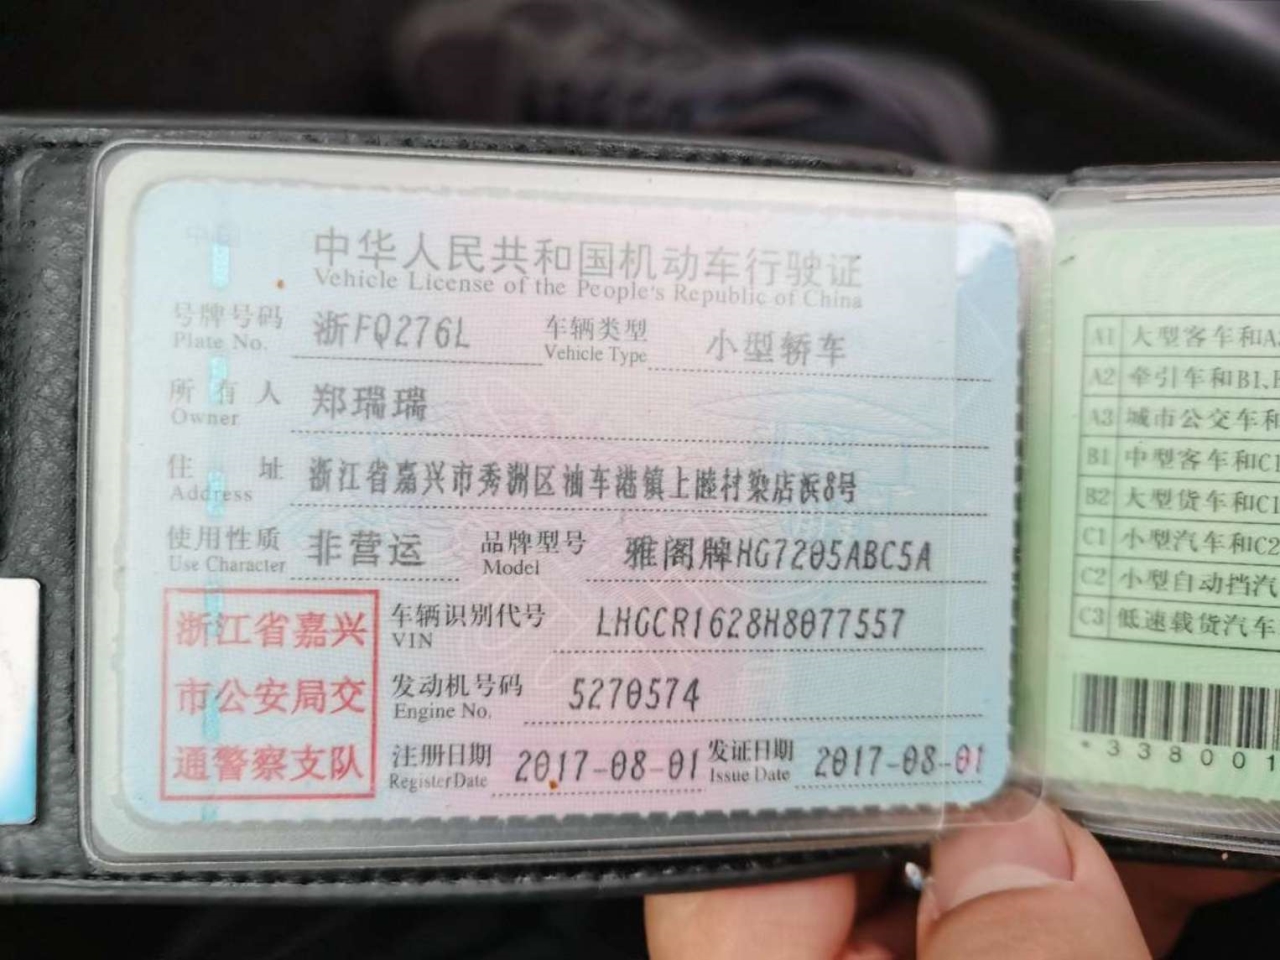 中华人民共和国机动车行驶证
Vehicle License of the People's Republic of China
号牌号码 浙FQ276L 车辆类型 小型轿车
Plate No. Vehicle Type
所有人 郑瑞瑞
Owner
住址 浙江省嘉兴市秀洲区油车港镇上睦村染店浜8号
Address
使用性质 非营运 品牌型号 雅阁牌HG7205ABC5A
Use Character Model
浙江省嘉兴
市公安局交
通警察支队
车辆识别代号 LHGCR1628H8077557
VIN
发动机号码 5270574
Engine No.
注册日期 2017-08-01 发证日期 2017-08-01
Register Date Issue Date
A1 大型客车和A
A2 牵引车和B1、
A3 城市公交车和
B1 中型客车和C1
B2 大型货车和C1
C1 小型汽车和C2
C2 小型自动挡汽
C3 低速载货汽车
*338001